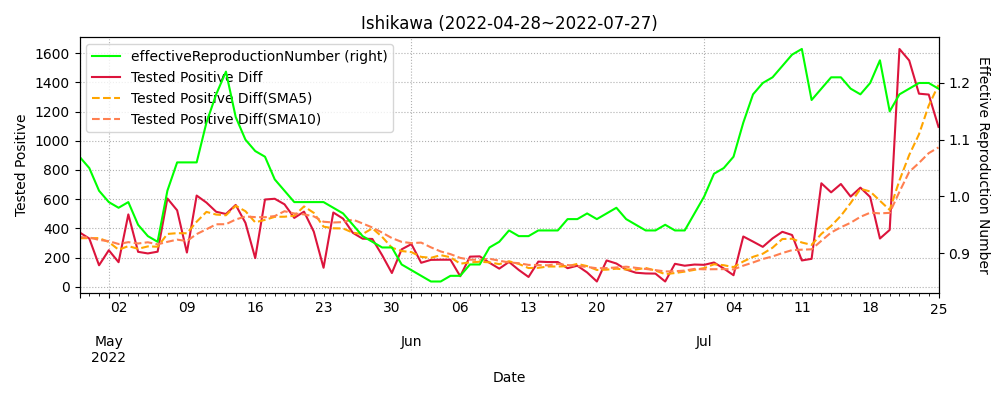 Ishikawa (2022-04-28~2022-07-27)
effectiveReproductionNumber (right)
Tested Positive Diff
Tested Positive Diff(SMA5)
Tested Positive Diff(SMA10)
Tested Positive
1600
1400
1200
1000
800
600
400
200
0
Effective Reproduction Number
1.2
1.1
1.0
0.9
02 09 16 23 30 06 13 20 27 04 11 18 25
May Jun Jul
2022
Date